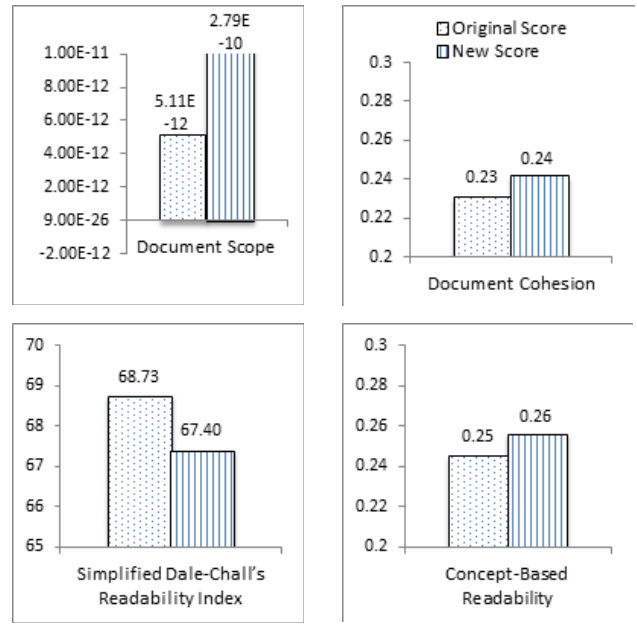 1.00E-11
8.00E-12
6.00E-12
4.00E-12
2.00E-12
9.00E-26
-2.00E-12
5.11E
-12
2.79E
-10
Document Scope
Original Score
New Score
0.3
0.28
0.26
0.24
0.22
0.2
0.23
0.24
Document Cohesion
70
69
68
67
66
65
68.73
67.40
Simplified Dale-Chall's
Readability Index
0.3
0.28
0.26
0.24
0.22
0.2
0.25
0.26
Concept-Based
Readability